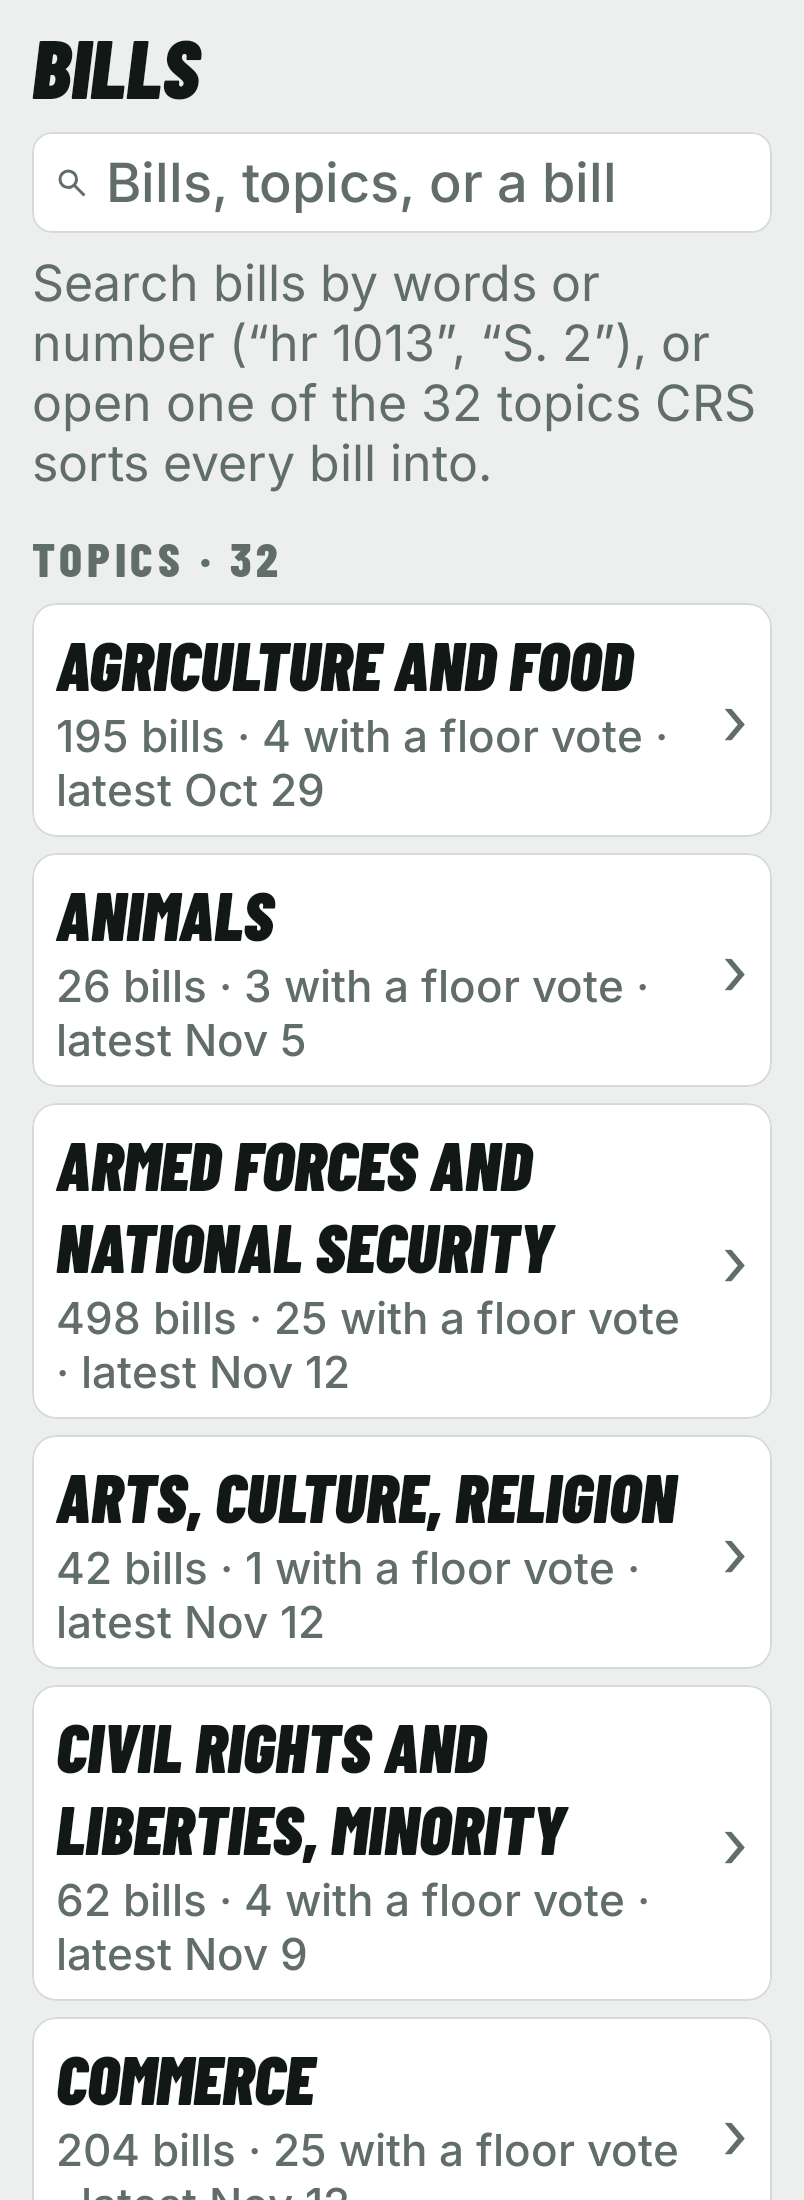 BILLS
Bills, topics, or a bill
Search bills by words or
number (“hr 1013”, “S. 2”), or
open one of the 32 topics CRS
sorts every bill into.
TOPICS · 32
AGRICULTURE AND FOOD
195 bills · 4 with a floor vote ·
latest Oct 29
ANIMALS
26 bills · 3 with a floor vote ·
latest Nov 5
ARMED FORCES AND
NATIONAL SECURITY
498 bills · 25 with a floor vote
· latest Nov 12
ARTS, CULTURE, RELIGION
42 bills · 1 with a floor vote ·
latest Nov 12
CIVIL RIGHTS AND
LIBERTIES, MINORITY
62 bills · 4 with a floor vote ·
latest Nov 9
COMMERCE
204 bills · 25 with a floor vote
· latest Nov 12